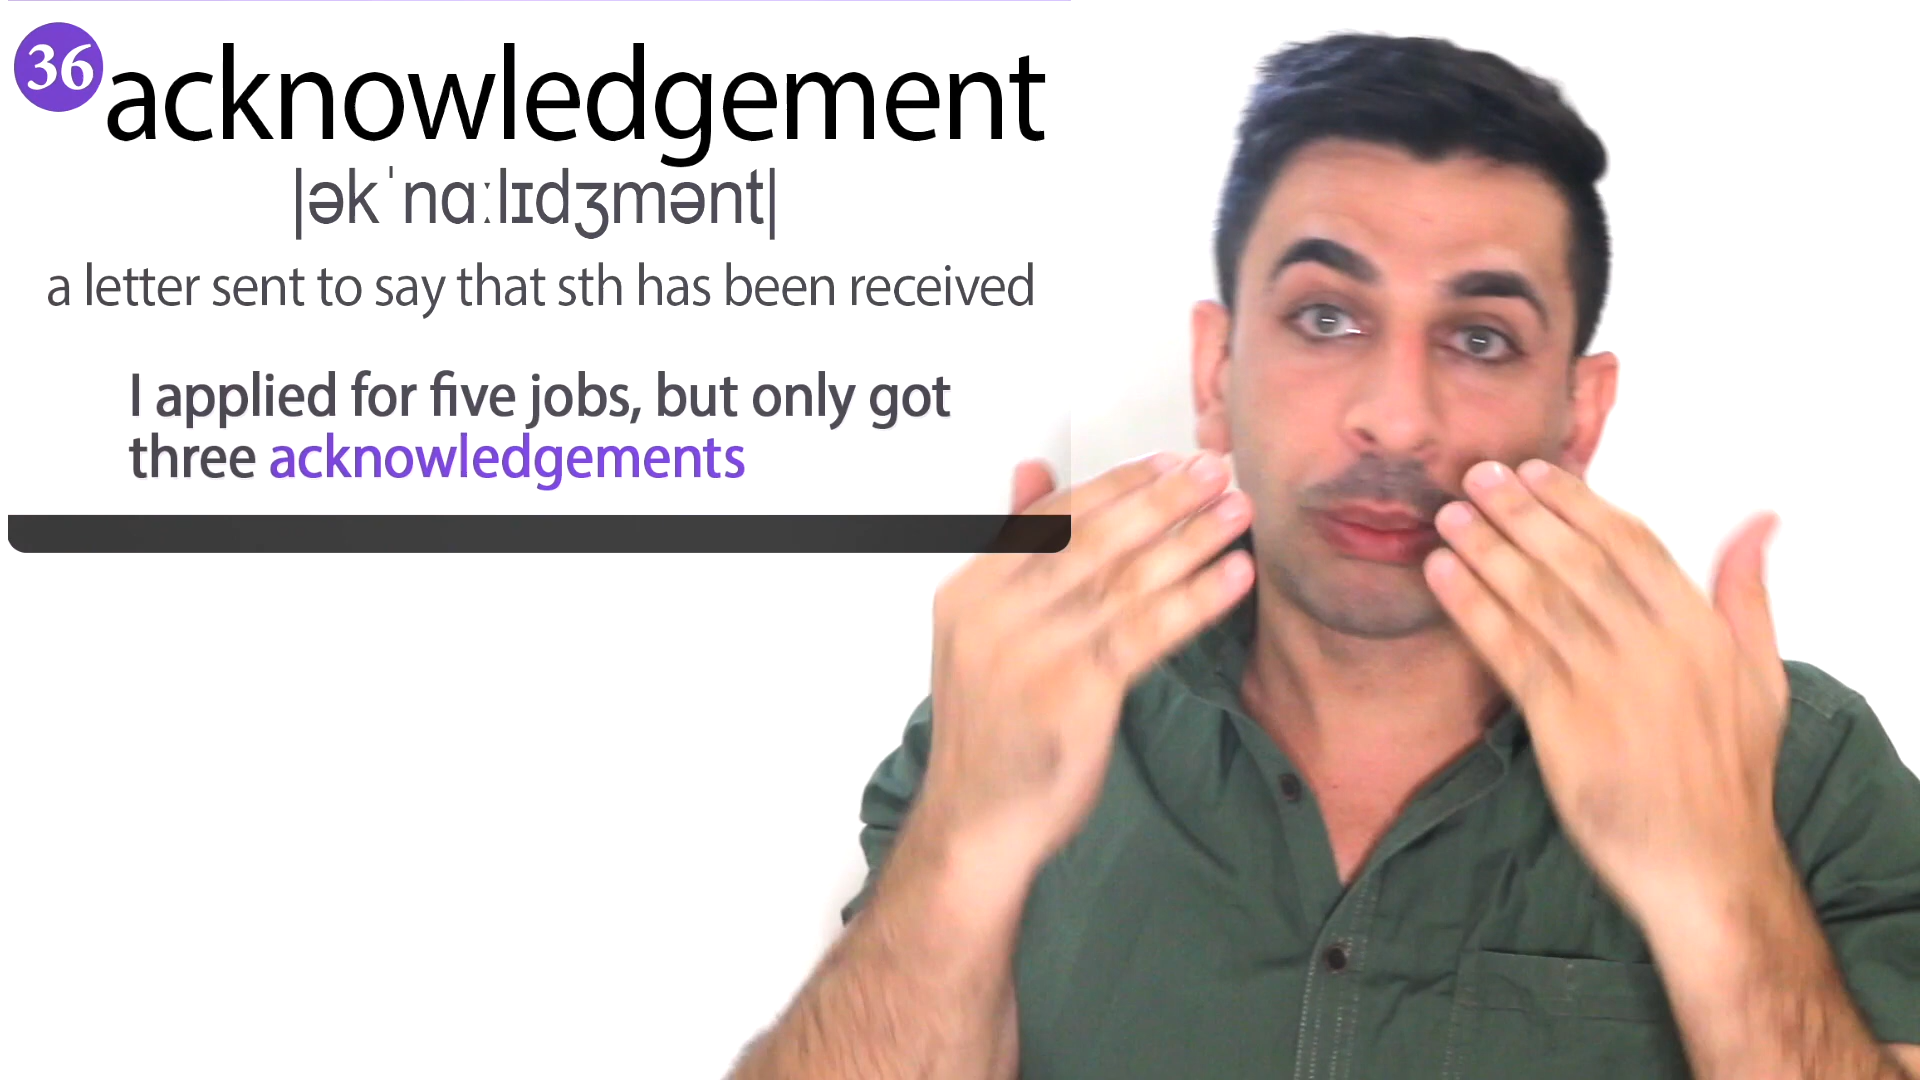 36
acknowledgement
|əkˈnɑːlɪdʒmənt|
a letter sent to say that sth has been received
I applied for five jobs, but only got
three acknowledgements